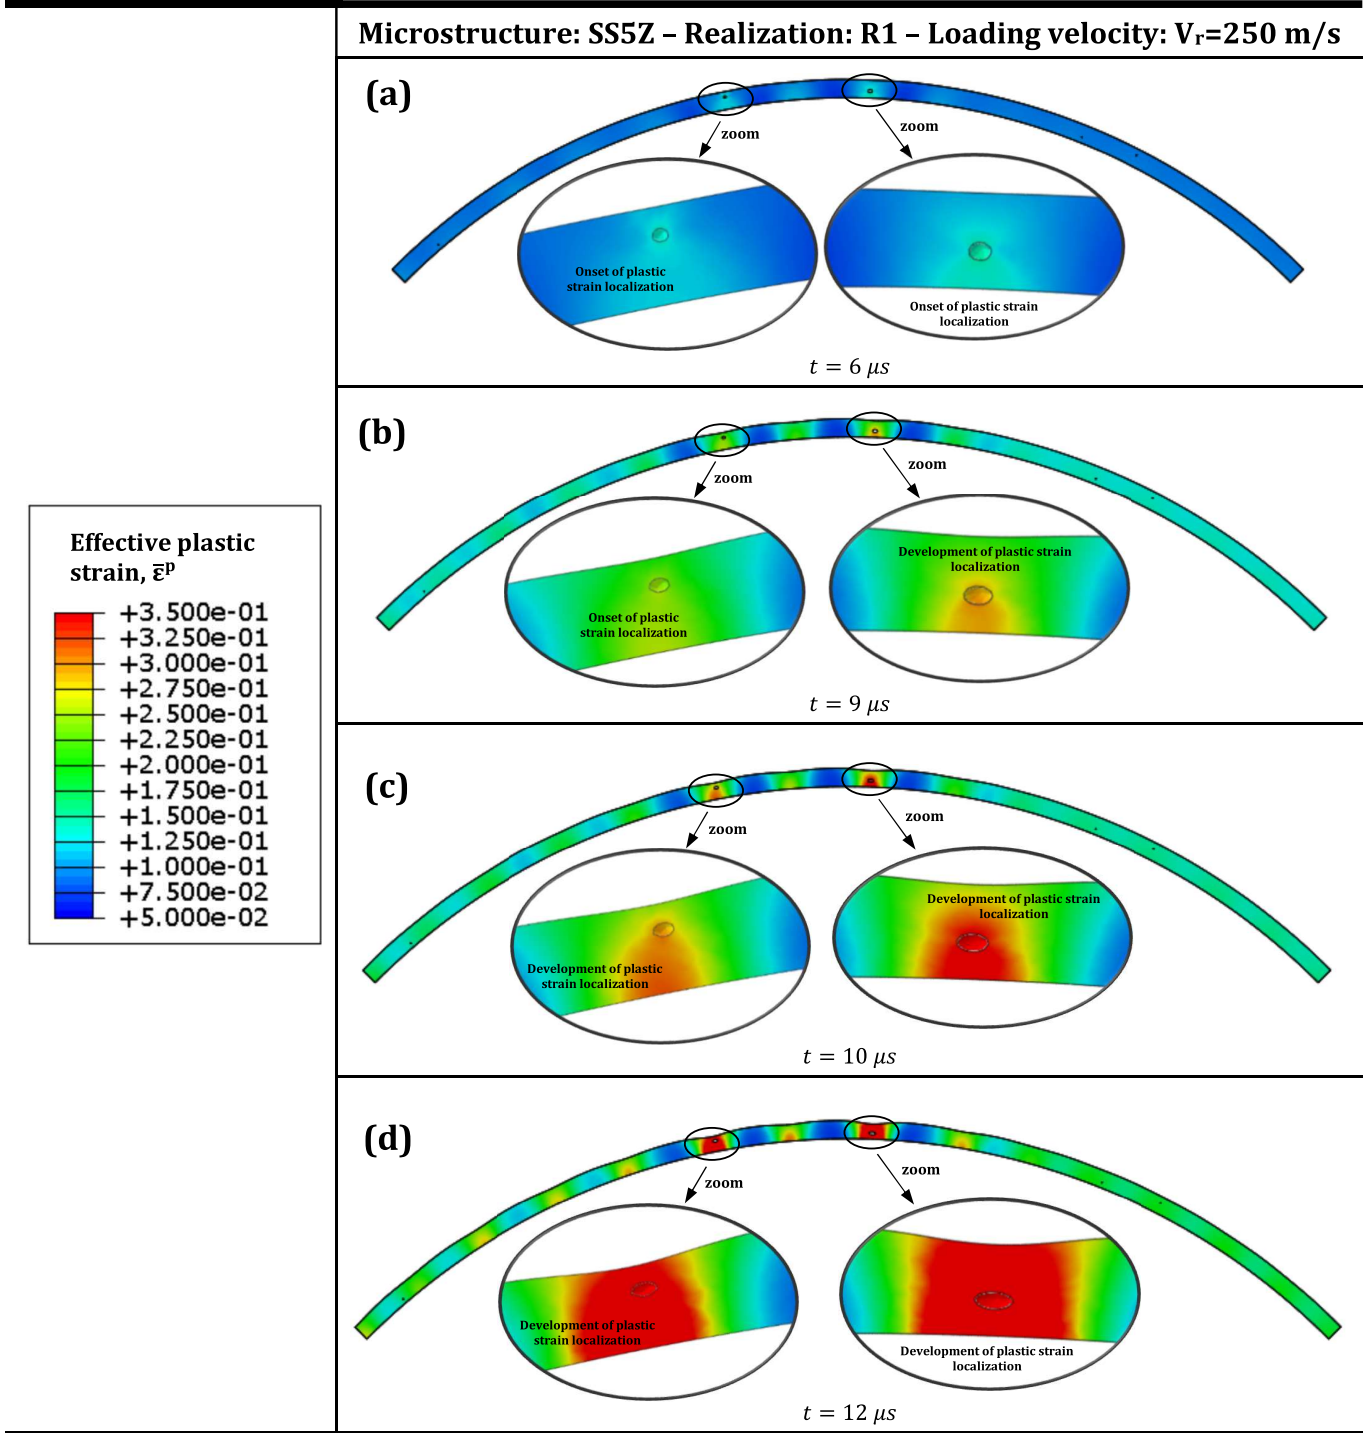 Microstructure: SS5Z – Realization: R1 – Loading velocity: Vᵣ=250 m/s
Effective plastic
strain, ε̄ᵖ
+3.500e-01
+3.250e-01
+3.000e-01
+2.750e-01
+2.500e-01
+2.250e-01
+2.000e-01
+1.750e-01
+1.500e-01
+1.250e-01
+1.000e-01
+7.500e-02
+5.000e-02
(a)
zoom
zoom
Onset of plastic
strain localization
Onset of plastic strain
localization
t = 6 μs
(b)
zoom
zoom
Onset of plastic
strain localization
Development of plastic strain
localization
t = 9 μs
(c)
zoom
zoom
Development of plastic
strain localization
Development of plastic strain
localization
t = 10 μs
(d)
zoom
zoom
Development of plastic
strain localization
Development of plastic strain
localization
t = 12 μs